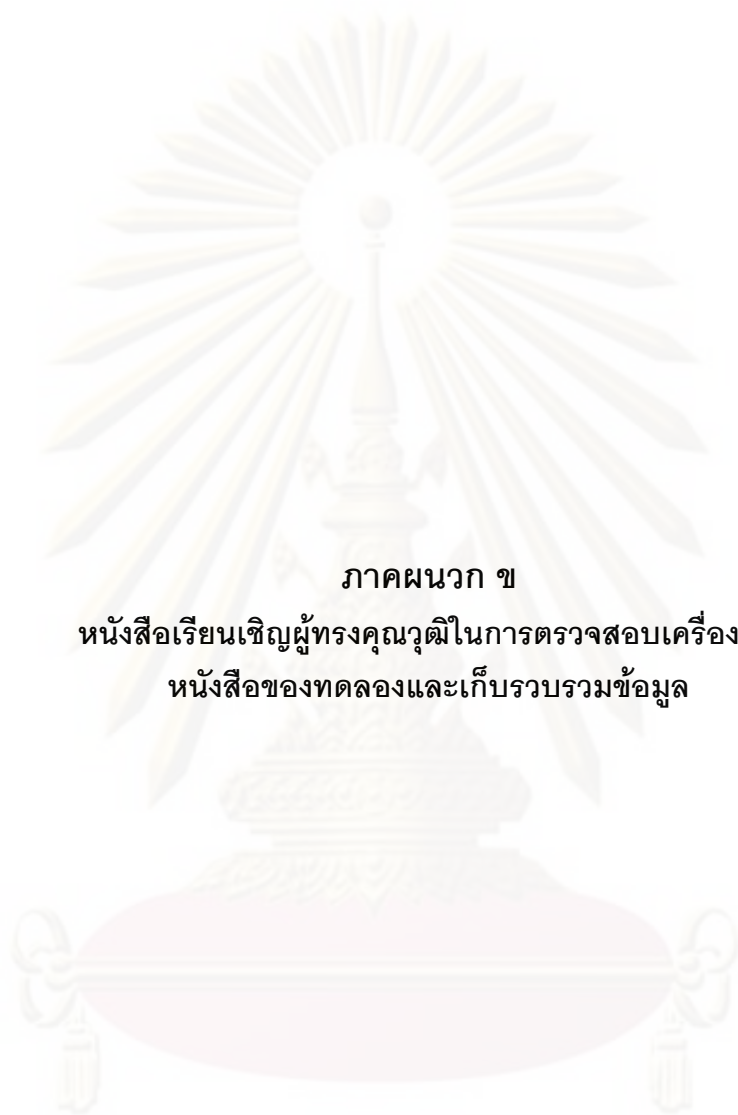 ภาคผนวก ข
หนังสือเรียนเชิญผู้ทรงคุณวุฒิในการตรวจสอบเครื่อง
หนังสือของทดลองและเก็บรวบรวมข้อมูล